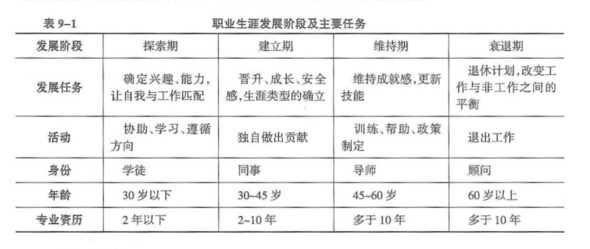 表 9-1 职业生涯发展阶段及主要任务
发展阶段 探索期 建立期 维持期 衰退期
发展任务 确定兴趣、能力,让自我与工作匹配 晋升、成长、安全感,生涯类型的确立 维持成就感,更新技能 退休计划,改变工作与非工作之间的平衡
活动 协助、学习、遵循方向 独自做出贡献 训练、帮助、政策制定 退出工作
身份 学徒 同事 导师 顾问
年龄 30 岁以下 30~45 岁 45~60 岁 60 岁以上
专业资历 2 年以下 2~10 年 多于 10 年 多于 10 年